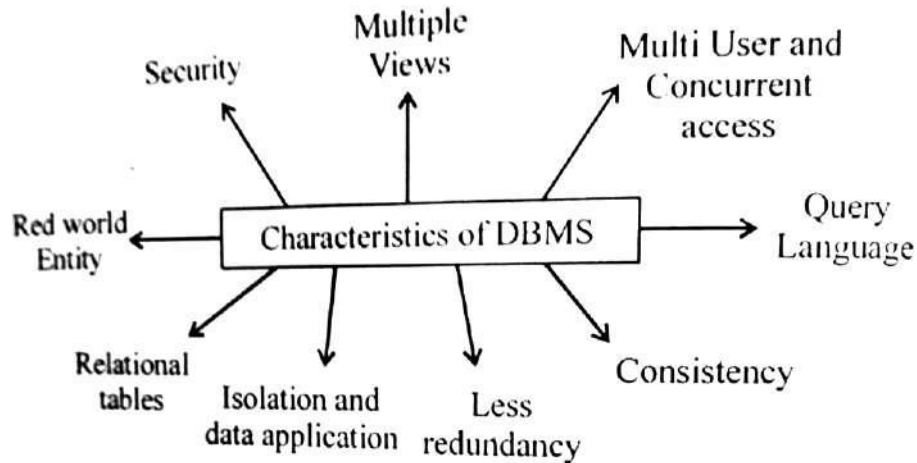 Security
Multiple
Views
Multi User and
Concurrent
access
Red world
Entity
Characteristics of DBMS
Query
Language
Relational
tables
Isolation and
data application
Less
redundancy
Consistency